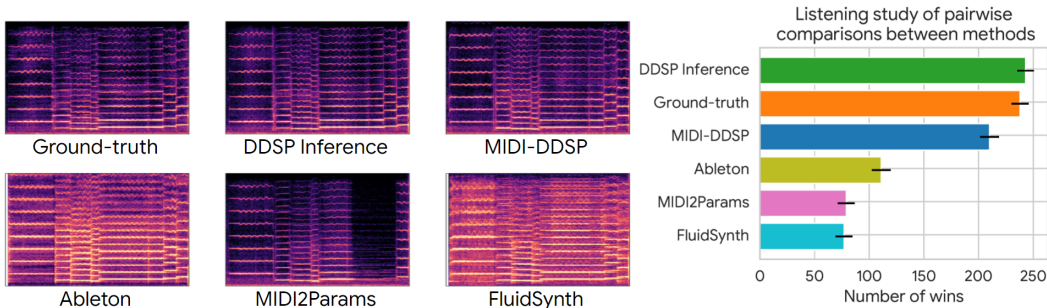 Ground-truth
DDSP Inference
MIDI-DDSP
Ableton
MIDI2Params
FluidSynth
Listening study of pairwise
comparisons between methods
DDSP Inference
Ground-truth
MIDI-DDSP
Ableton
MIDI2Params
FluidSynth
0 50 100 150 200 250
Number of wins